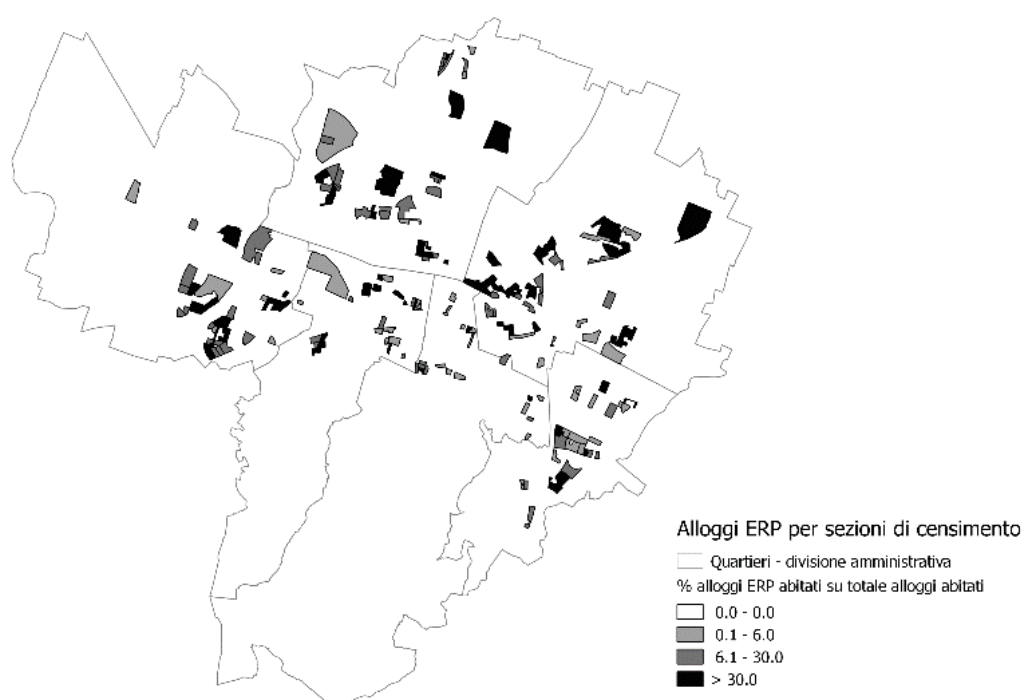 Alloggi ERP per sezioni di censimento
Quartieri - divisione amministrativa
% alloggi ERP abitati su totale alloggi abitati
0.0 - 0.0
0.1 - 6.0
6.1 - 30.0
> 30.0